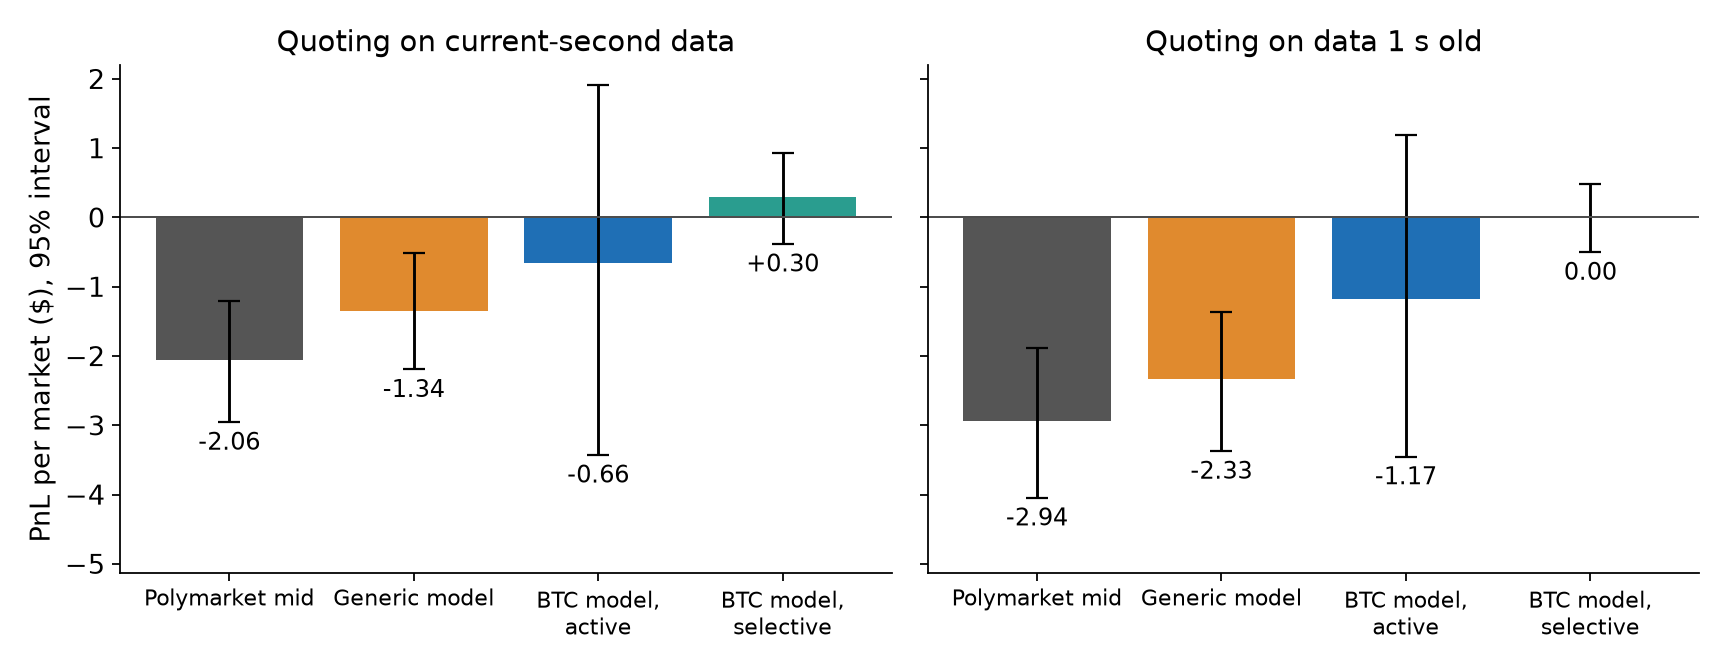 Quoting on current-second data
Quoting on data 1 s old
PnL per market ($), 95% interval
2
1
0
−1
−2
−3
−4
−5
-2.06
-1.34
-0.66
+0.30
-2.94
-2.33
-1.17
0.00
Polymarket mid
Generic model
BTC model,
active
BTC model,
selective
Polymarket mid
Generic model
BTC model,
active
BTC model,
selective